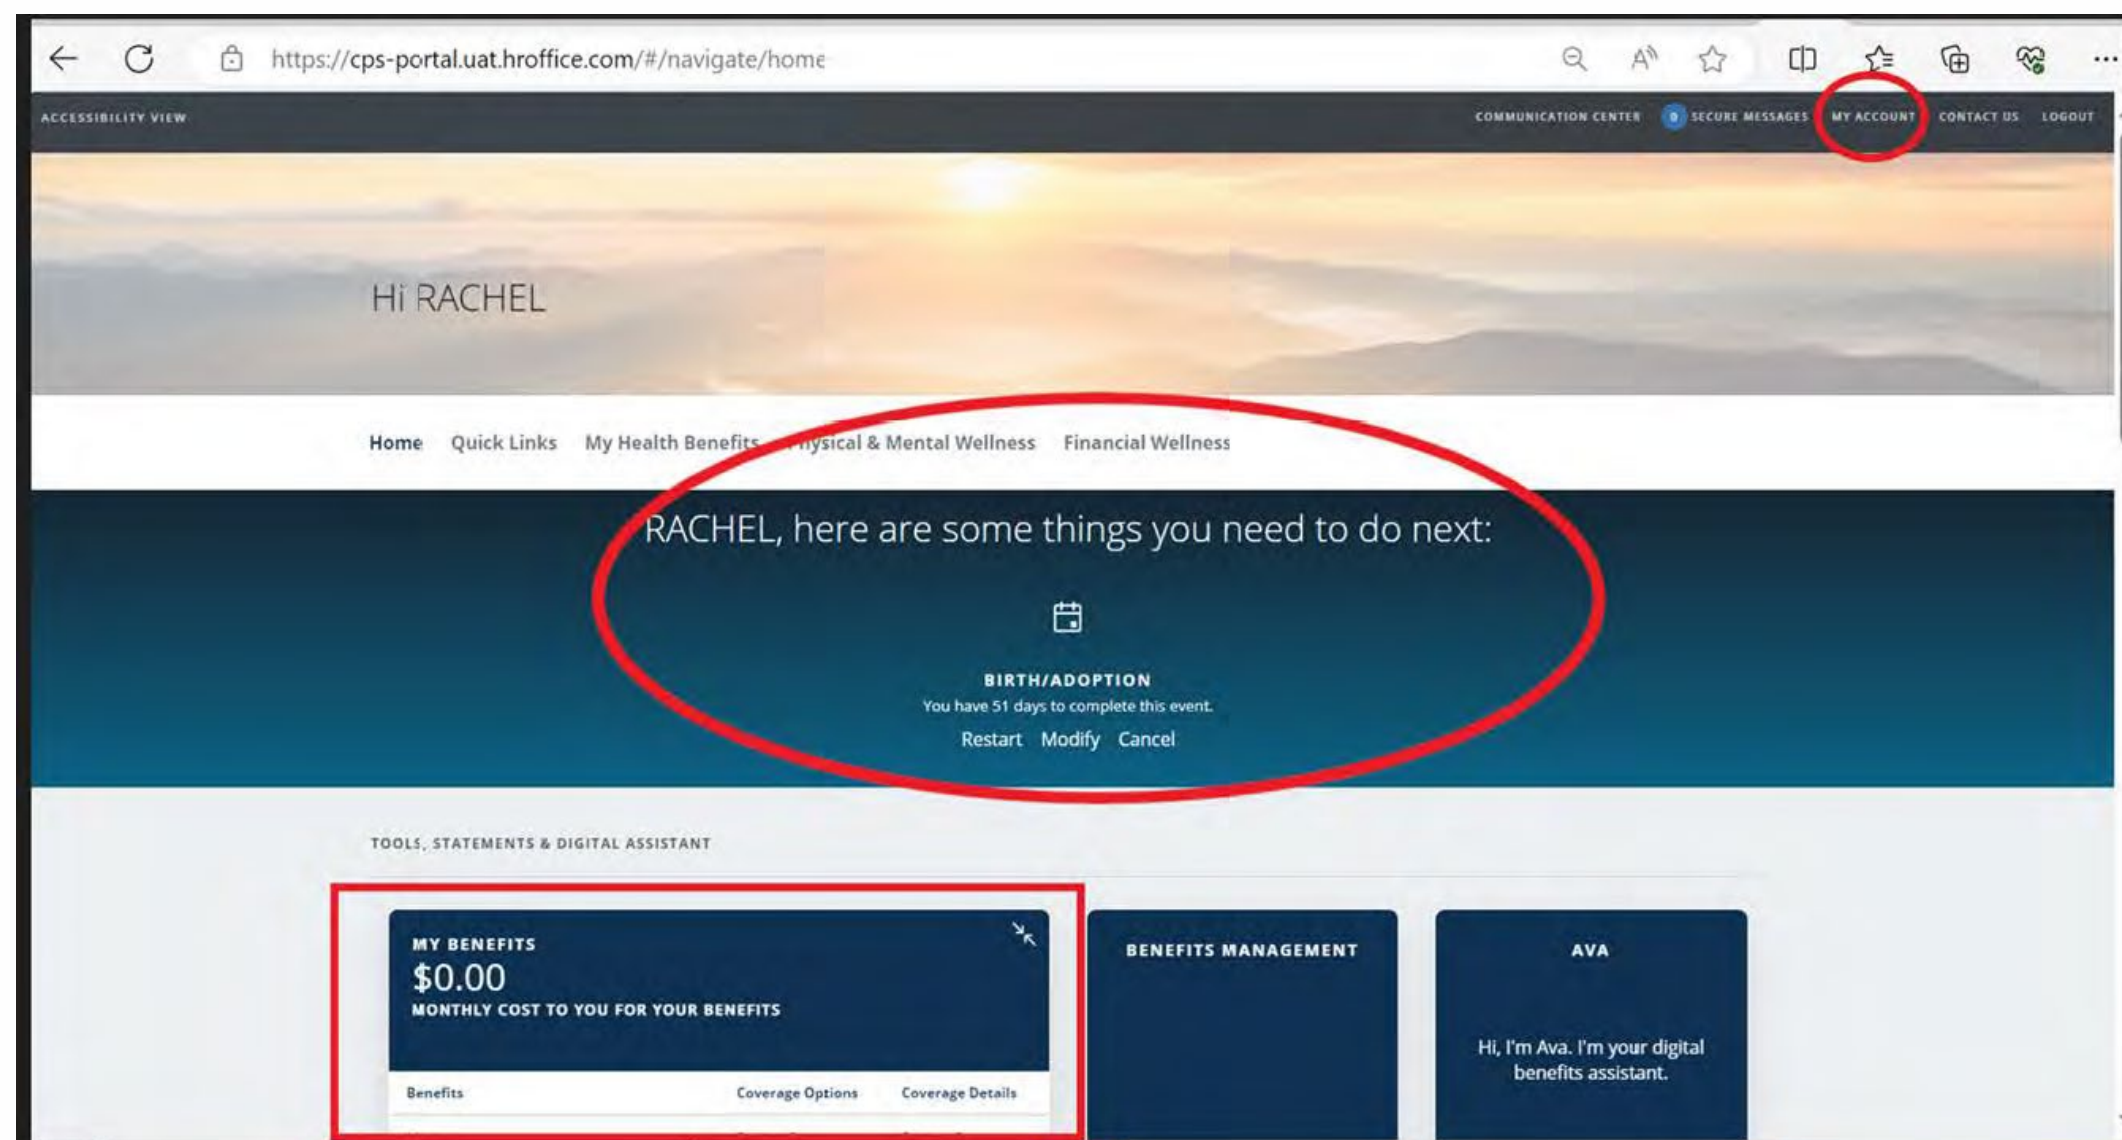 https://cps-portal.uat.hroffice.com/#/navigate/home
ACCESSIBILITY VIEW
COMMUNICATION CENTER 0 SECURE MESSAGES MY ACCOUNT CONTACT US LOGOUT
Hi RACHEL
Home Quick Links My Health Benefits Physical & Mental Wellness Financial Wellness
RACHEL, here are some things you need to do next:
BIRTH/ADOPTION
You have 51 days to complete this event.
Restart Modify Cancel
TOOLS, STATEMENTS & DIGITAL ASSISTANT
MY BENEFITS
$0.00
MONTHLY COST TO YOU FOR YOUR BENEFITS
Benefits Coverage Options Coverage Details
BENEFITS MANAGEMENT
AVA
Hi, I'm Ava. I'm your digital
benefits assistant.